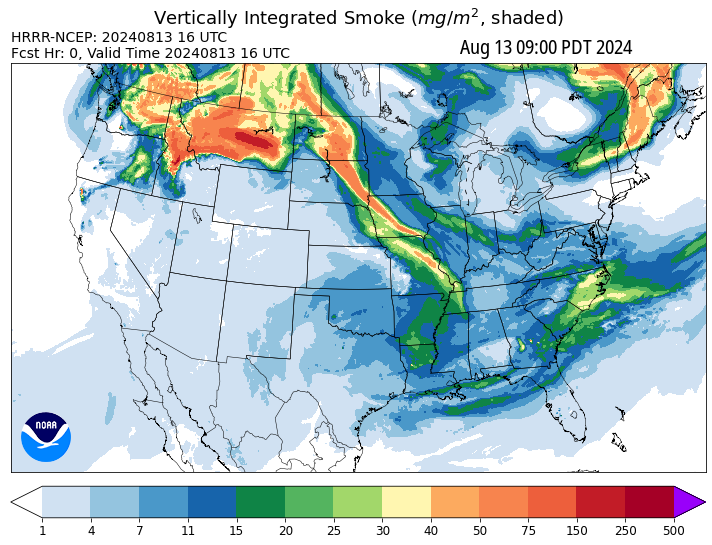 Vertically Integrated Smoke (mg/m², shaded)
HRRR-NCEP: 20240813 16 UTC
Fcst Hr: 0, Valid Time 20240813 16 UTC
Aug 13 09:00 PDT 2024
NOAA
1 4 7 11 15 20 25 30 40 50 75 150 250 500